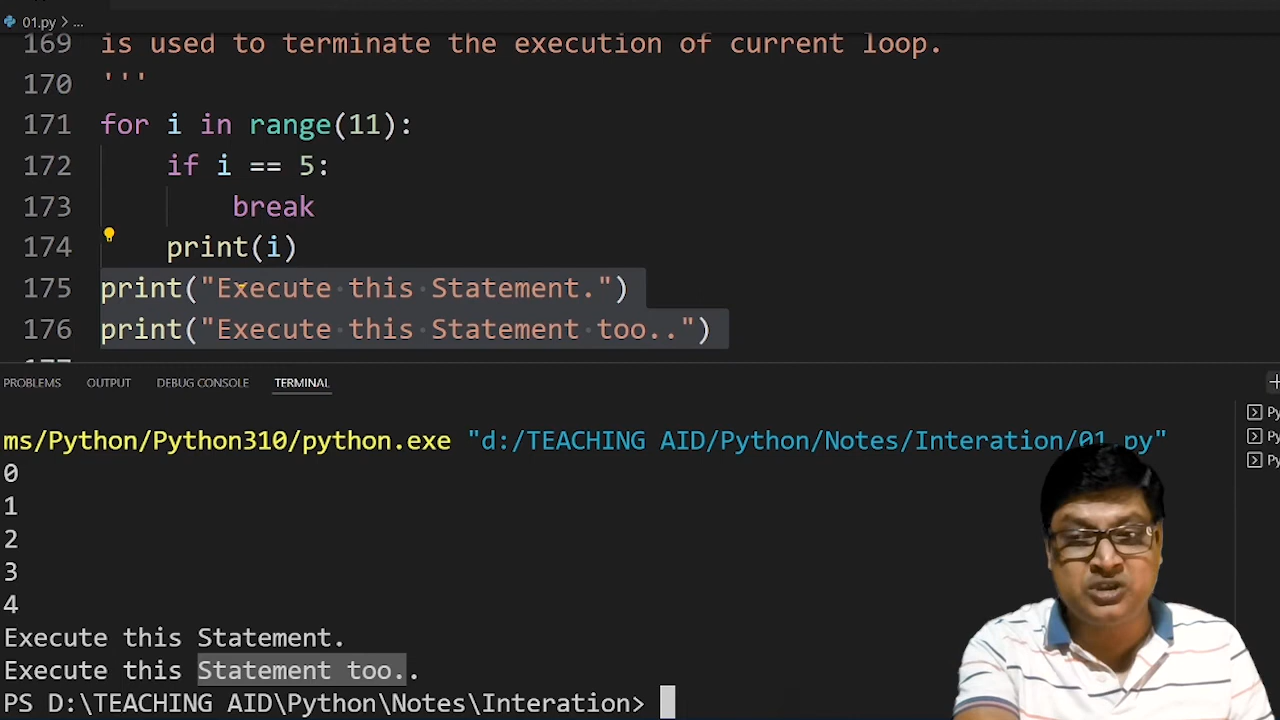 01.py > ...
169 is used to terminate the execution of current loop.
170 '''
171 for i in range(11):
172 if i == 5:
173 break
174 print(i)
175 print("Execute this Statement.")
176 print("Execute this Statement too..")
PROBLEMS OUTPUT DEBUG CONSOLE TERMINAL
ms/Python/Python310/python.exe "d:/TEACHING AID/Python/Notes/Interation/01.py"
Py
Py
Py
0
1
2
3
4
Execute this Statement.
Execute this Statement too..
PS D:\TEACHING AID\Python\Notes\Interation>